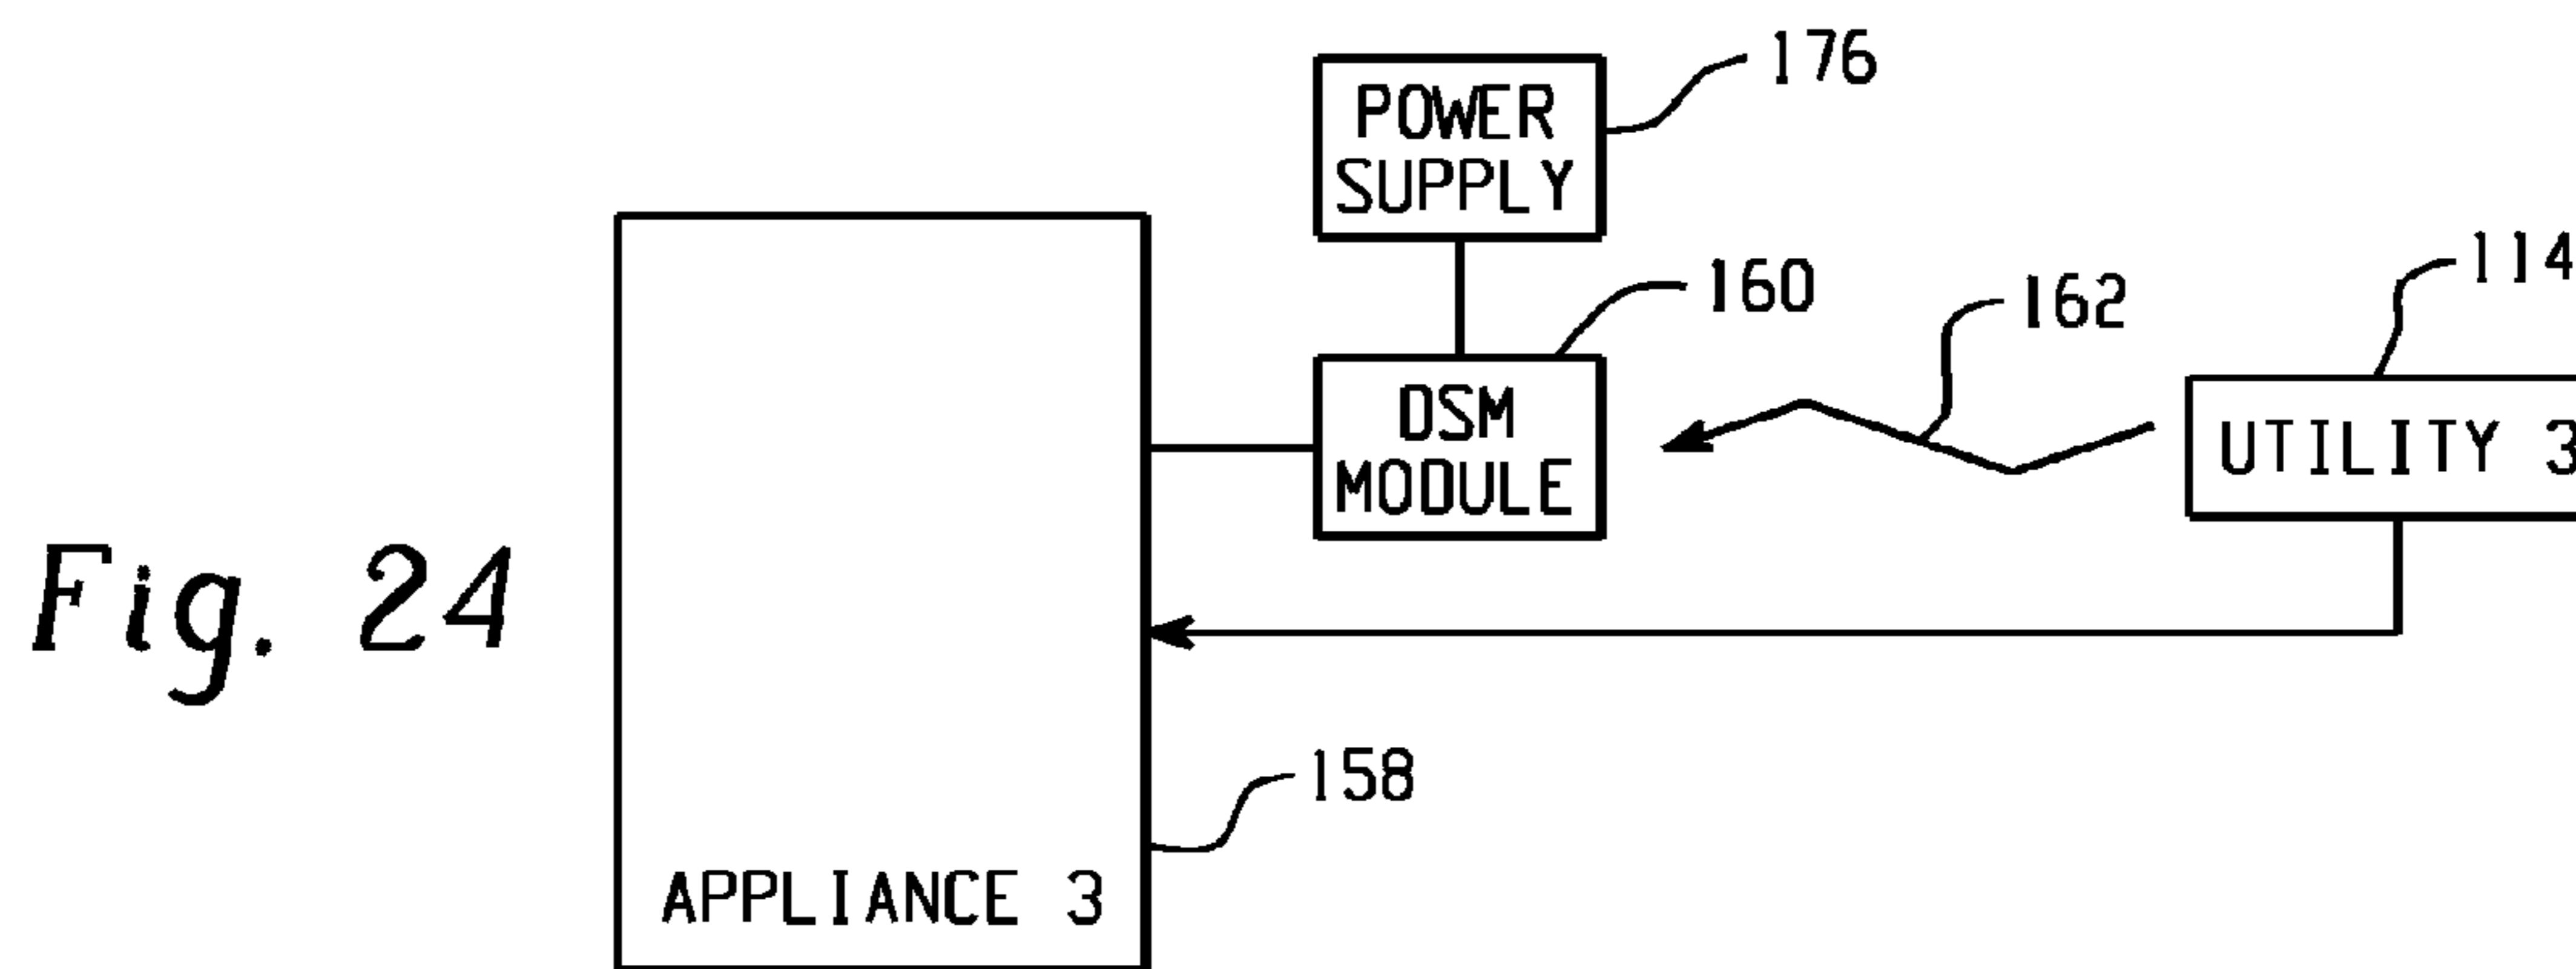 176
POWER
SUPPLY
114
160
162
DSM
MODULE
UTILITY 3
Fig. 24
158
APPLIANCE 3